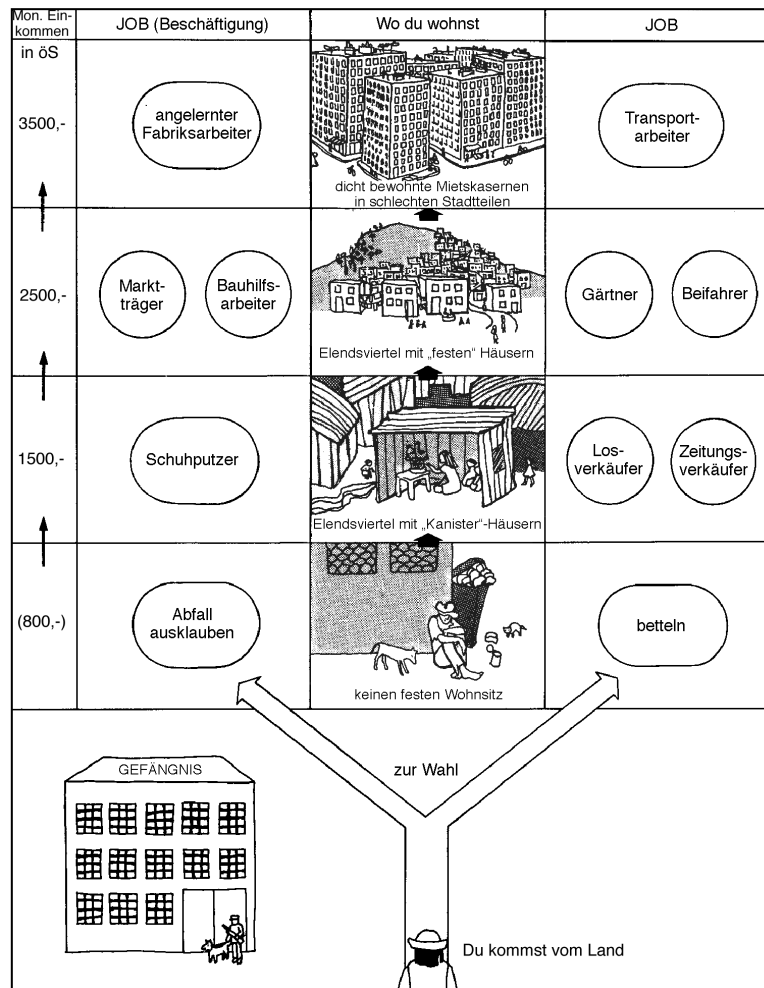 Mon. Ein-
kommen
JOB (Beschäftigung)
Wo du wohnst
JOB
in öS
3500,-
angelernter
Fabriksarbeiter
dicht bewohnte Mietskasernen
in schlechten Stadtteilen
Transport-
arbeiter
2500,-
Markt-
träger
Bauhilfs-
arbeiter
Elendsviertel mit „festen“ Häusern
Gärtner
Beifahrer
1500,-
Schuhputzer
Elendsviertel mit „Kanister“-Häusern
Los-
verkäufer
Zeitungs-
verkäufer
(800,-)
Abfall
ausklauben
keinen festen Wohnsitz
betteln
GEFÄNGNIS
zur Wahl
Du kommst vom Land